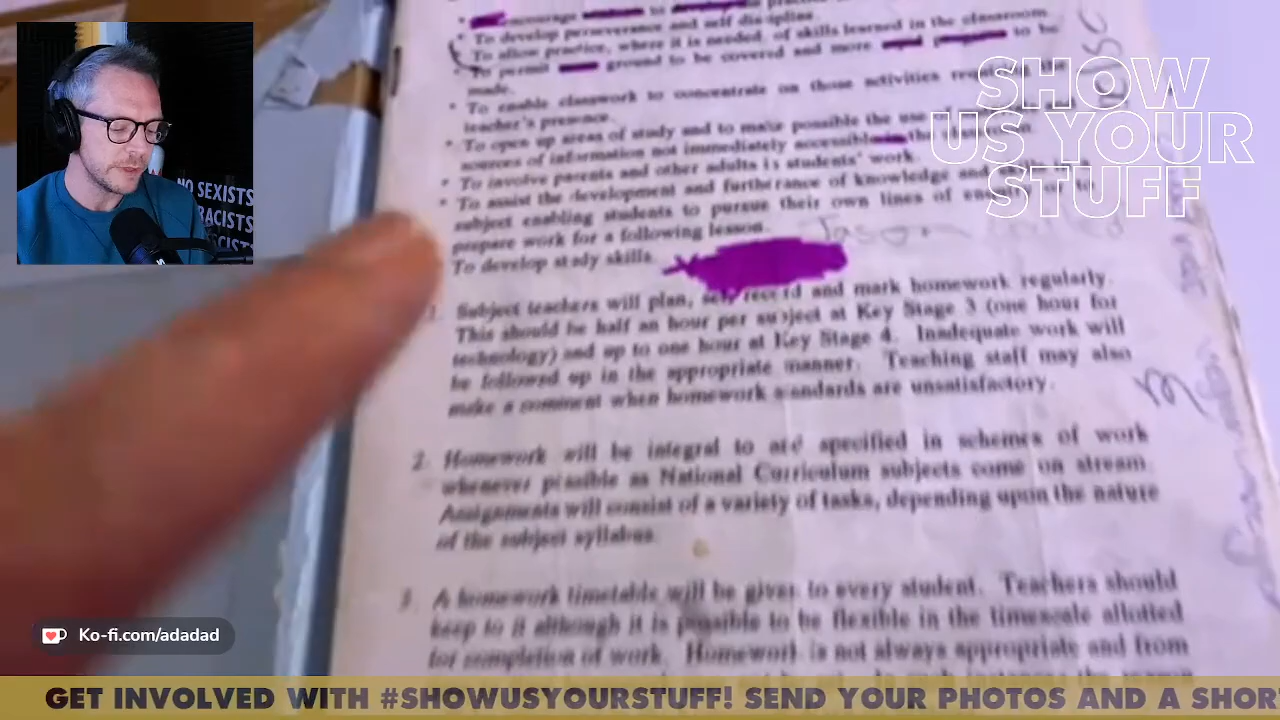 encourage to
To develop perseverance and self discipline.
To allow practice, where it is needed, of skills learned in the classroom.
To permit ground to be covered and more to be
made.
To enable classwork to concentrate on those activities
teacher's presence.
To open up areas of study and to make possible the use of
sources of information not immediately accessible in the
To involve parents and other adults in students' work.
To assist the development and furtherance of knowledge and
subject enabling students to pursue their own lines of to
prepare work for a following lesson.
To develop study skills.
Jason
SHOW
US YOUR
STUFF
NO SEXISTS
RACISTS
1. Subject teachers will plan, set, record and mark homework regularly.
This should be half an hour per subject at Key Stage 3 (one hour for
technology) and up to one hour at Key Stage 4. Inadequate work will
be followed up in the appropriate manner. Teaching staff may also
make a comment when homework standards are unsatisfactory.
2. Homework will be integral to and specified in schemes of work
whenever possible as National Curriculum subjects come on stream.
Assignments will consist of a variety of tasks, depending upon the nature
of the subject syllabus.
3. A homework timetable will be given to every student. Teachers should
keep to it although it is possible to be flexible in the timescale allotted
for completion of work. Homework is not always appropriate and from
Ko-fi.com/adadad
GET INVOLVED WITH #SHOWUSYOURSTUFF! SEND YOUR PHOTOS AND A SHOR